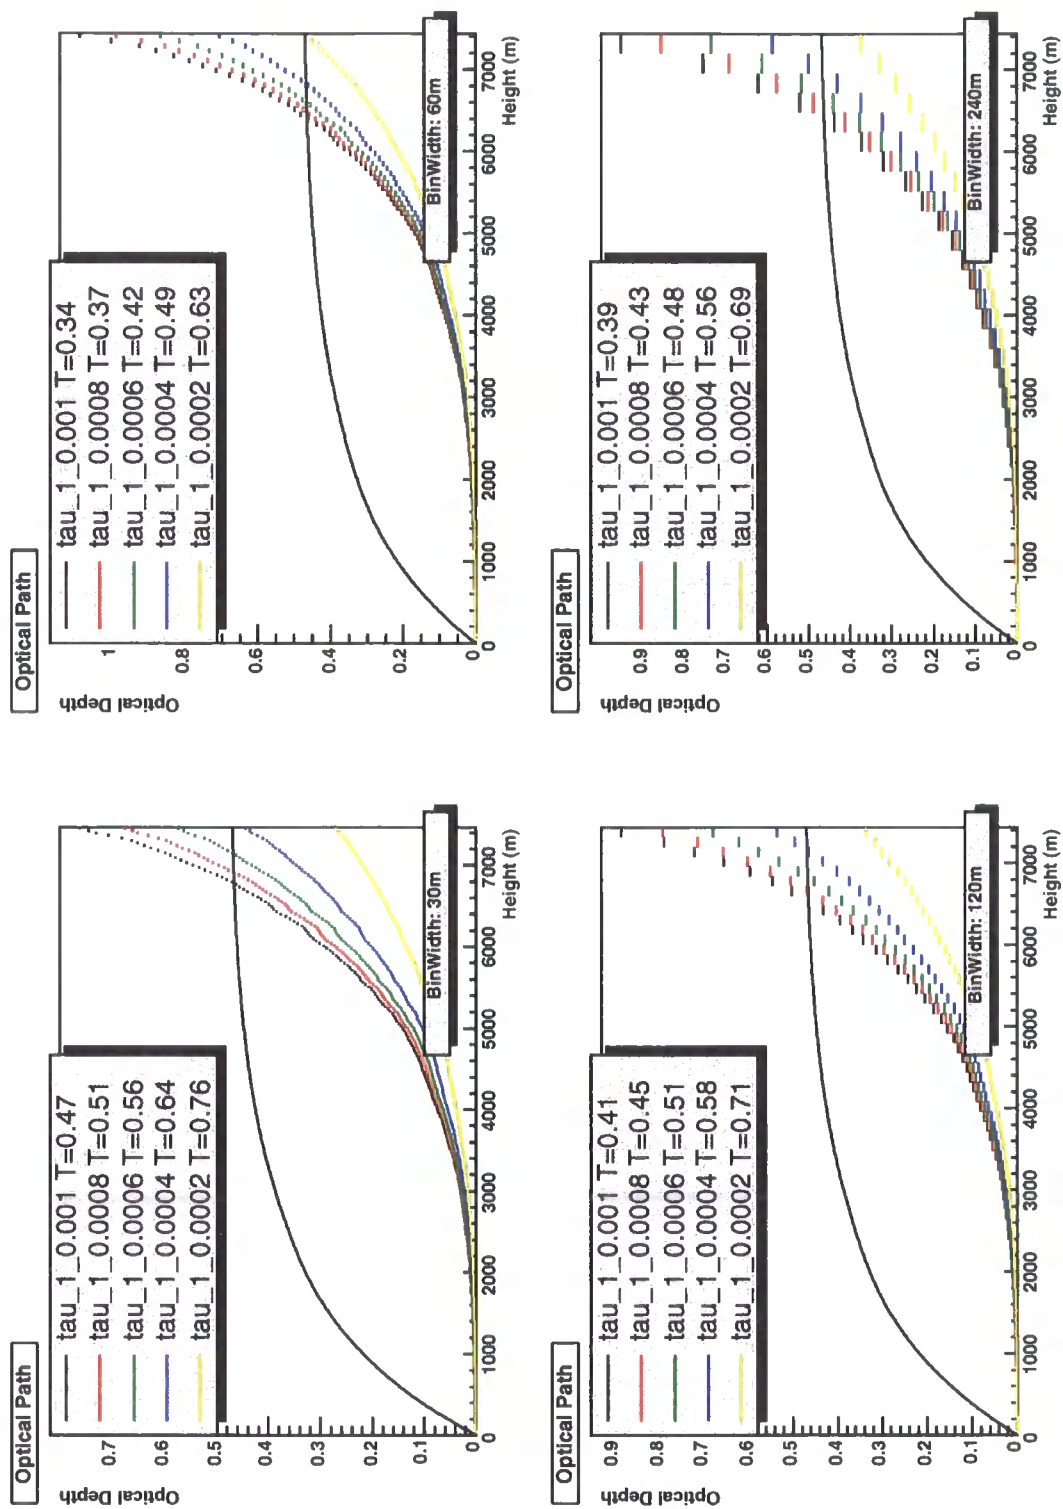 Optical Path
Optical Depth
0.7
0.6
0.5
0.4
0.3
0.2
0.1
0
tau_1_0.001 T=0.47
tau_1_0.0008 T=0.51
tau_1_0.0006 T=0.56
tau_1_0.0004 T=0.64
tau_1_0.0002 T=0.76
BinWidth: 30m
0 1000 2000 3000 4000 5000 6000 7000
Height (m)
Optical Path
Optical Depth
1
0.8
0.6
0.4
0.2
0
tau_1_0.001 T=0.34
tau_1_0.0008 T=0.37
tau_1_0.0006 T=0.42
tau_1_0.0004 T=0.49
tau_1_0.0002 T=0.63
BinWidth: 60m
0 1000 2000 3000 4000 5000 6000 7000
Height (m)
Optical Path
Optical Depth
0.9
0.8
0.7
0.6
0.5
0.4
0.3
0.2
0.1
0
tau_1_0.001 T=0.41
tau_1_0.0008 T=0.45
tau_1_0.0006 T=0.51
tau_1_0.0004 T=0.58
tau_1_0.0002 T=0.71
BinWidth: 120m
0 1000 2000 3000 4000 5000 6000 7000
Height (m)
Optical Path
Optical Depth
0.9
0.8
0.7
0.6
0.5
0.4
0.3
0.2
0.1
0
tau_1_0.001 T=0.39
tau_1_0.0008 T=0.43
tau_1_0.0006 T=0.48
tau_1_0.0004 T=0.56
tau_1_0.0002 T=0.69
BinWidth: 240m
0 1000 2000 3000 4000 5000 6000 7000
Height (m)